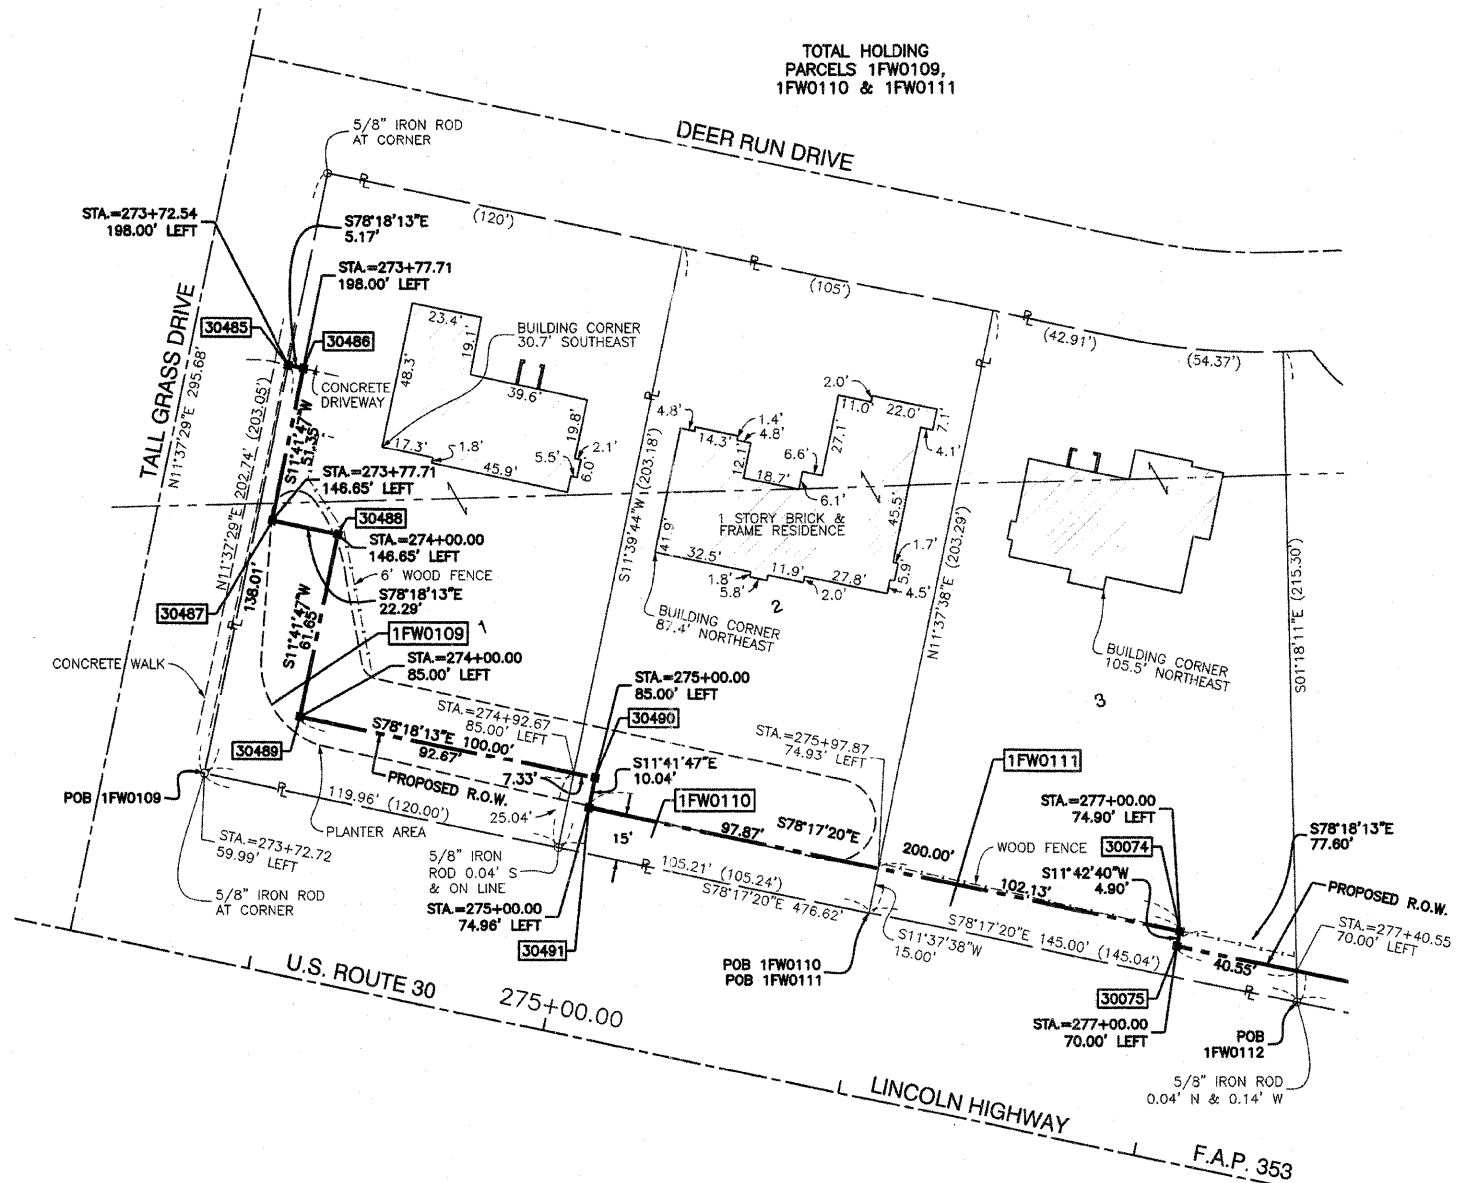 TOTAL HOLDING
PARCELS 1FW0109,
1FW0110 & 1FW0111
DEER RUN DRIVE
5/8" IRON ROD
AT CORNER
PL
(120')
STA.=273+72.54
198.00' LEFT
S78°18'13"E
5.17'
STA.=273+77.71
198.00' LEFT
PL
(105')
PL
(42.91')
(54.37')
TALL GRASS DRIVE
N11°37'29"E 295.68'
30485
30486
CONCRETE
DRIVEWAY
N11°37'29"E 202.74' (203.05')
S11°41'47"W
51.35'
23.4'
19.1'
48.3'
39.6'
19.8'
17.3'
1.8'
45.9'
5.5'
2.1'
6.0'
BUILDING CORNER
30.7' SOUTHEAST
PL
S11°39'44"W (203.18')
4.8'
14.3'
1.4'
4.8'
12.1'
18.7'
2.0'
11.0'
22.0'
7.1'
4.1'
27.1'
6.6'
6.1'
45.5'
1 STORY BRICK &
FRAME RESIDENCE
41.9'
32.5'
1.8'
5.8'
11.9'
2.0'
27.8'
4.5'
5.9'
1.7'
2
BUILDING CORNER
87.4' NORTHEAST
PL
N11°37'38"E (203.29')
BUILDING CORNER
105.5' NORTHEAST
3
S01°18'11"E (215.30')
STA.=273+77.71
146.65' LEFT
30488
STA.=274+00.00
146.65' LEFT
6' WOOD FENCE
S78°18'13"E
22.29'
30487
138.01'
PL
S11°41'47"W
61.65'
1FW0109
1
STA.=274+00.00
85.00' LEFT
CONCRETE WALK
30489
STA.=274+92.67
85.00' LEFT
S78°18'13"E 100.00'
92.67'
7.33'
PROPOSED R.O.W.
STA.=275+00.00
85.00' LEFT
30490
S11°41'47"E
10.04'
1FW0110
STA.=275+97.87
74.93' LEFT
1FW0111
POB 1FW0109
PL
119.96' (120.00')
PLANTER AREA
25.04'
15'
97.87'
S78°17'20"E
STA.=273+72.72
59.99' LEFT
5/8" IRON ROD
AT CORNER
5/8" IRON
ROD 0.04' S
& ON LINE
STA.=275+00.00
74.96' LEFT
30491
PL
105.21' (105.24')
S78°17'20"E 476.62'
200.00'
WOOD FENCE
102.13'
STA.=277+00.00
74.90' LEFT
30074
S11°42'40"W
4.90'
S78°18'13"E
77.60'
PROPOSED R.O.W.
STA.=277+40.55
70.00' LEFT
S78°17'20"E 145.00' (145.04')
S11°37'38"W
15.00'
POB 1FW0110
POB 1FW0111
40.55'
30075
PL
STA.=277+00.00
70.00' LEFT
POB
1FW0112
5/8" IRON ROD
0.04' N & 0.14' W
U.S. ROUTE 30
275+00.00
LINCOLN HIGHWAY
F.A.P. 353